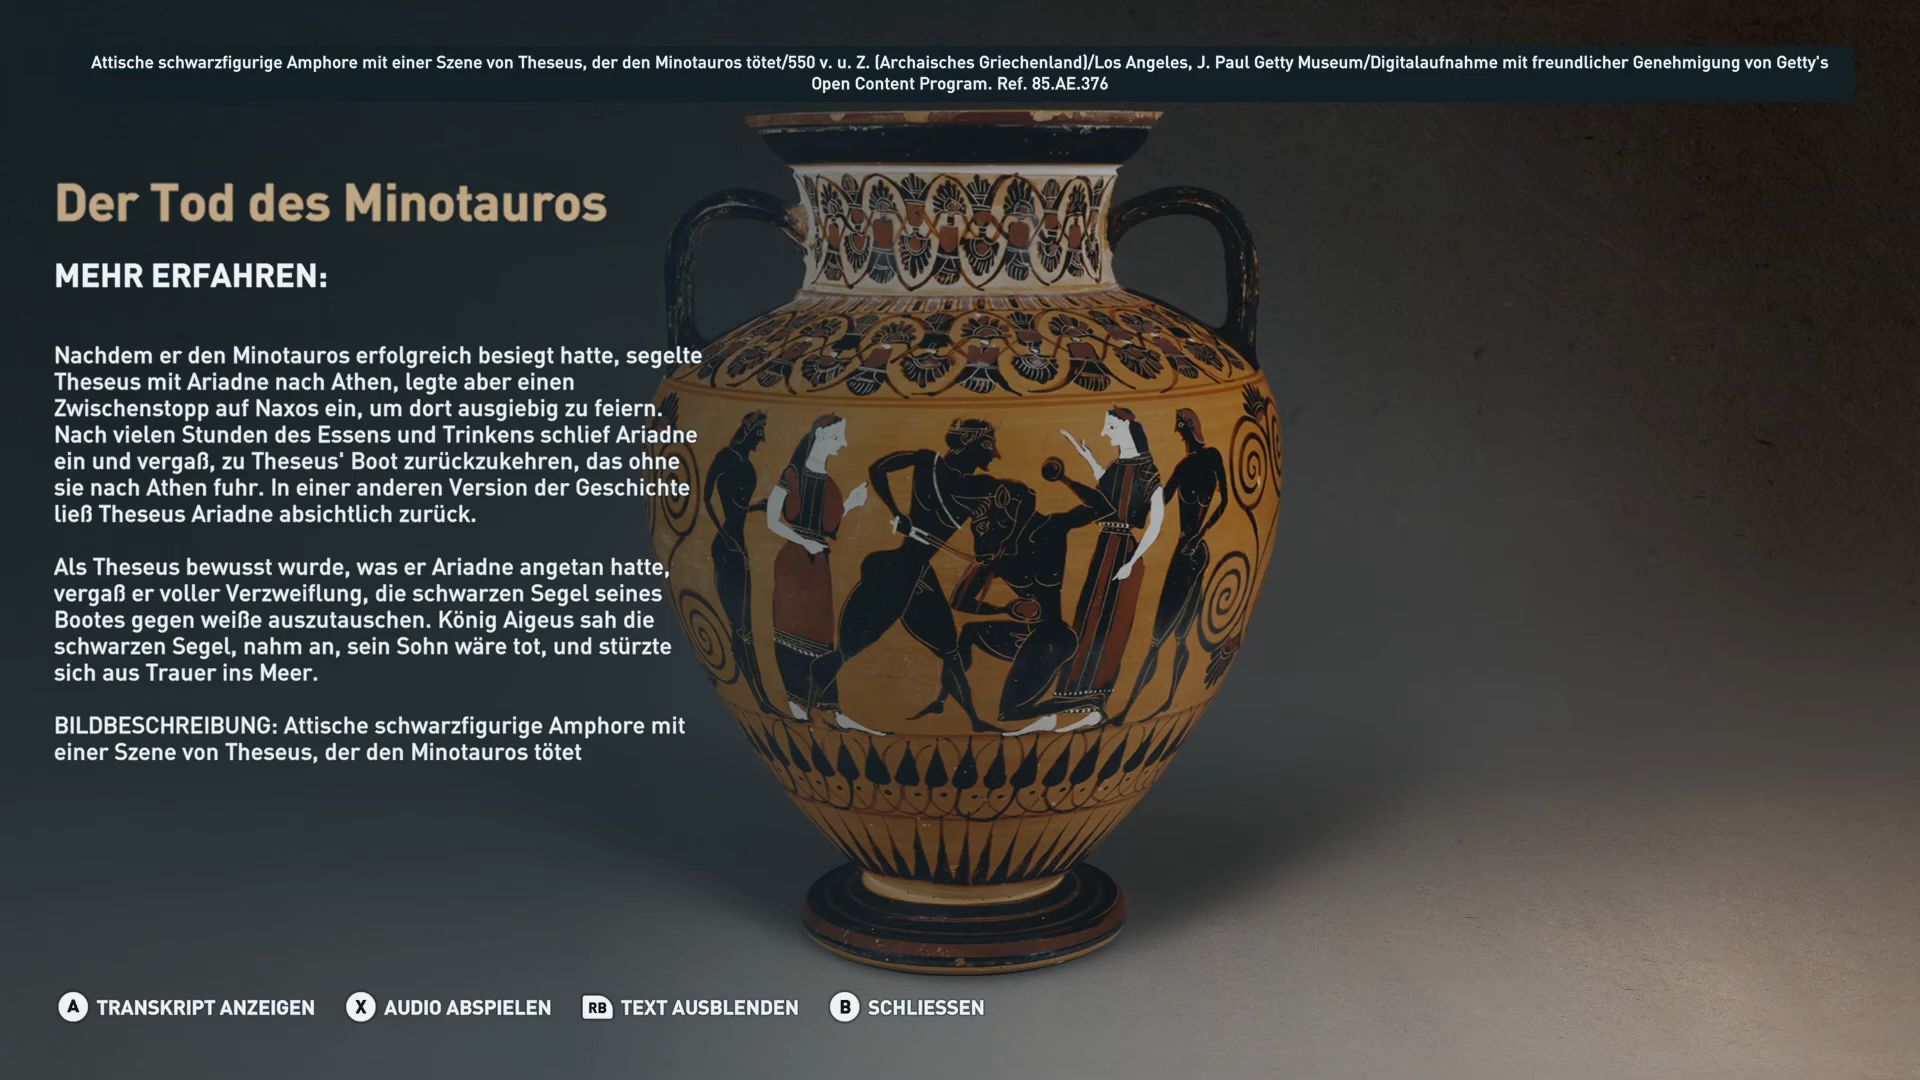 Attische schwarzfigurige Amphore mit einer Szene von Theseus, der den Minotauros tötet/550 v. u. Z. (Archaisches Griechenland)/Los Angeles, J. Paul Getty Museum/Digitalaufnahme mit freundlicher Genehmigung von Getty's
Open Content Program. Ref. 85.AE.376
Der Tod des Minotauros
MEHR ERFAHREN:
Nachdem er den Minotauros erfolgreich besiegt hatte, segelte
Theseus mit Ariadne nach Athen, legte aber einen
Zwischenstopp auf Naxos ein, um dort ausgiebig zu feiern.
Nach vielen Stunden des Essens und Trinkens schlief Ariadne
ein und vergaß, zu Theseus' Boot zurückzukehren, das ohne
sie nach Athen fuhr. In einer anderen Version der Geschichte
ließ Theseus Ariadne absichtlich zurück.
Als Theseus bewusst wurde, was er Ariadne angetan hatte,
vergaß er voller Verzweiflung, die schwarzen Segel seines
Bootes gegen weiße auszutauschen. König Aigeus sah die
schwarzen Segel, nahm an, sein Sohn wäre tot, und stürzte
sich aus Trauer ins Meer.
BILDBESCHREIBUNG: Attische schwarzfigurige Amphore mit
einer Szene von Theseus, der den Minotauros tötet
A TRANSKRIPT ANZEIGEN X AUDIO ABSPIELEN RB TEXT AUSBLENDEN B SCHLIESSEN